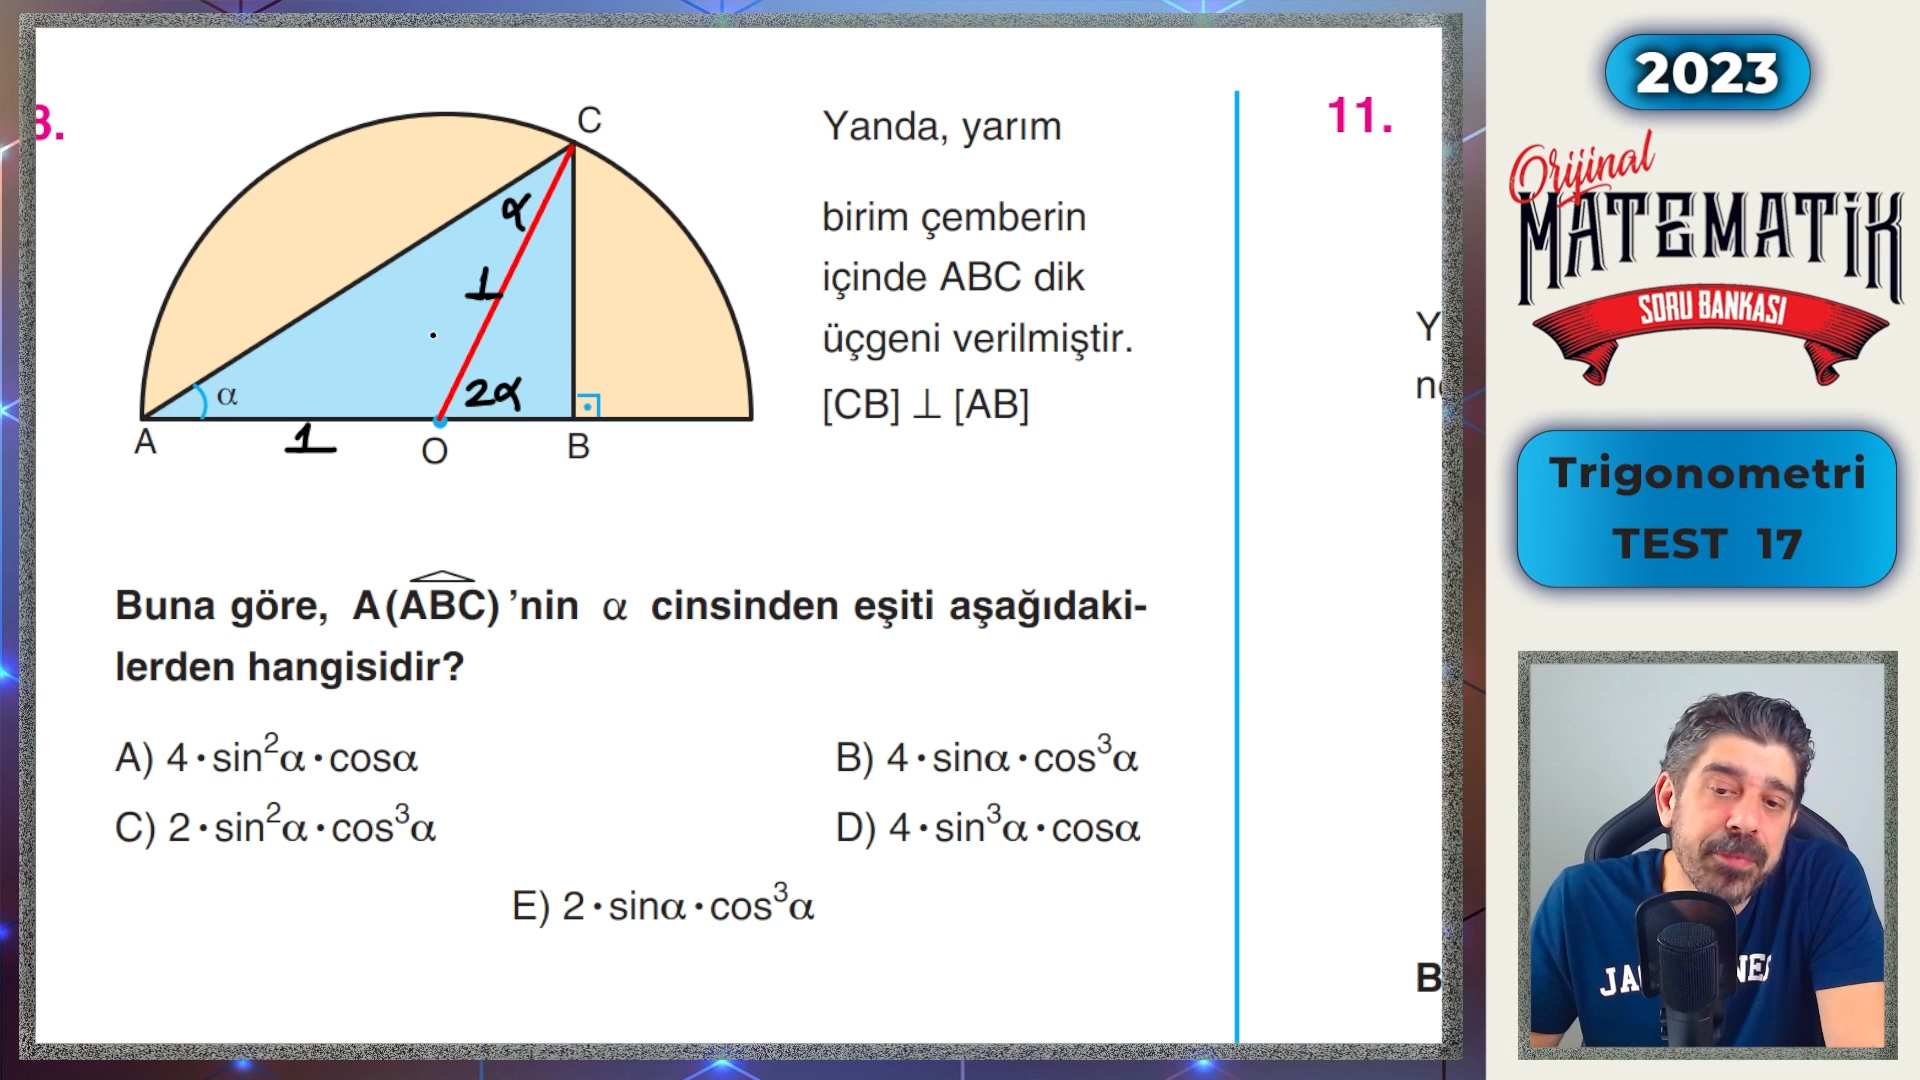 8.
C
α
1
α
2α
A
1
O
B
Yanda, yarım
birim çemberin
içinde ABC dik
üçgeni verilmiştir.
[CB] ⊥ [AB]
Buna göre, A(ABC)'nin α cinsinden eşiti aşağıdaki-
lerden hangisidir?
A) 4·sin²α·cosα
B) 4·sinα·cos³α
C) 2·sin²α·cos³α
D) 4·sin³α·cosα
E) 2·sinα·cos³α
11.
Y
B
2023
Orijinal
MATEMATİK
SORU BANKASI
Trigonometri
TEST 17